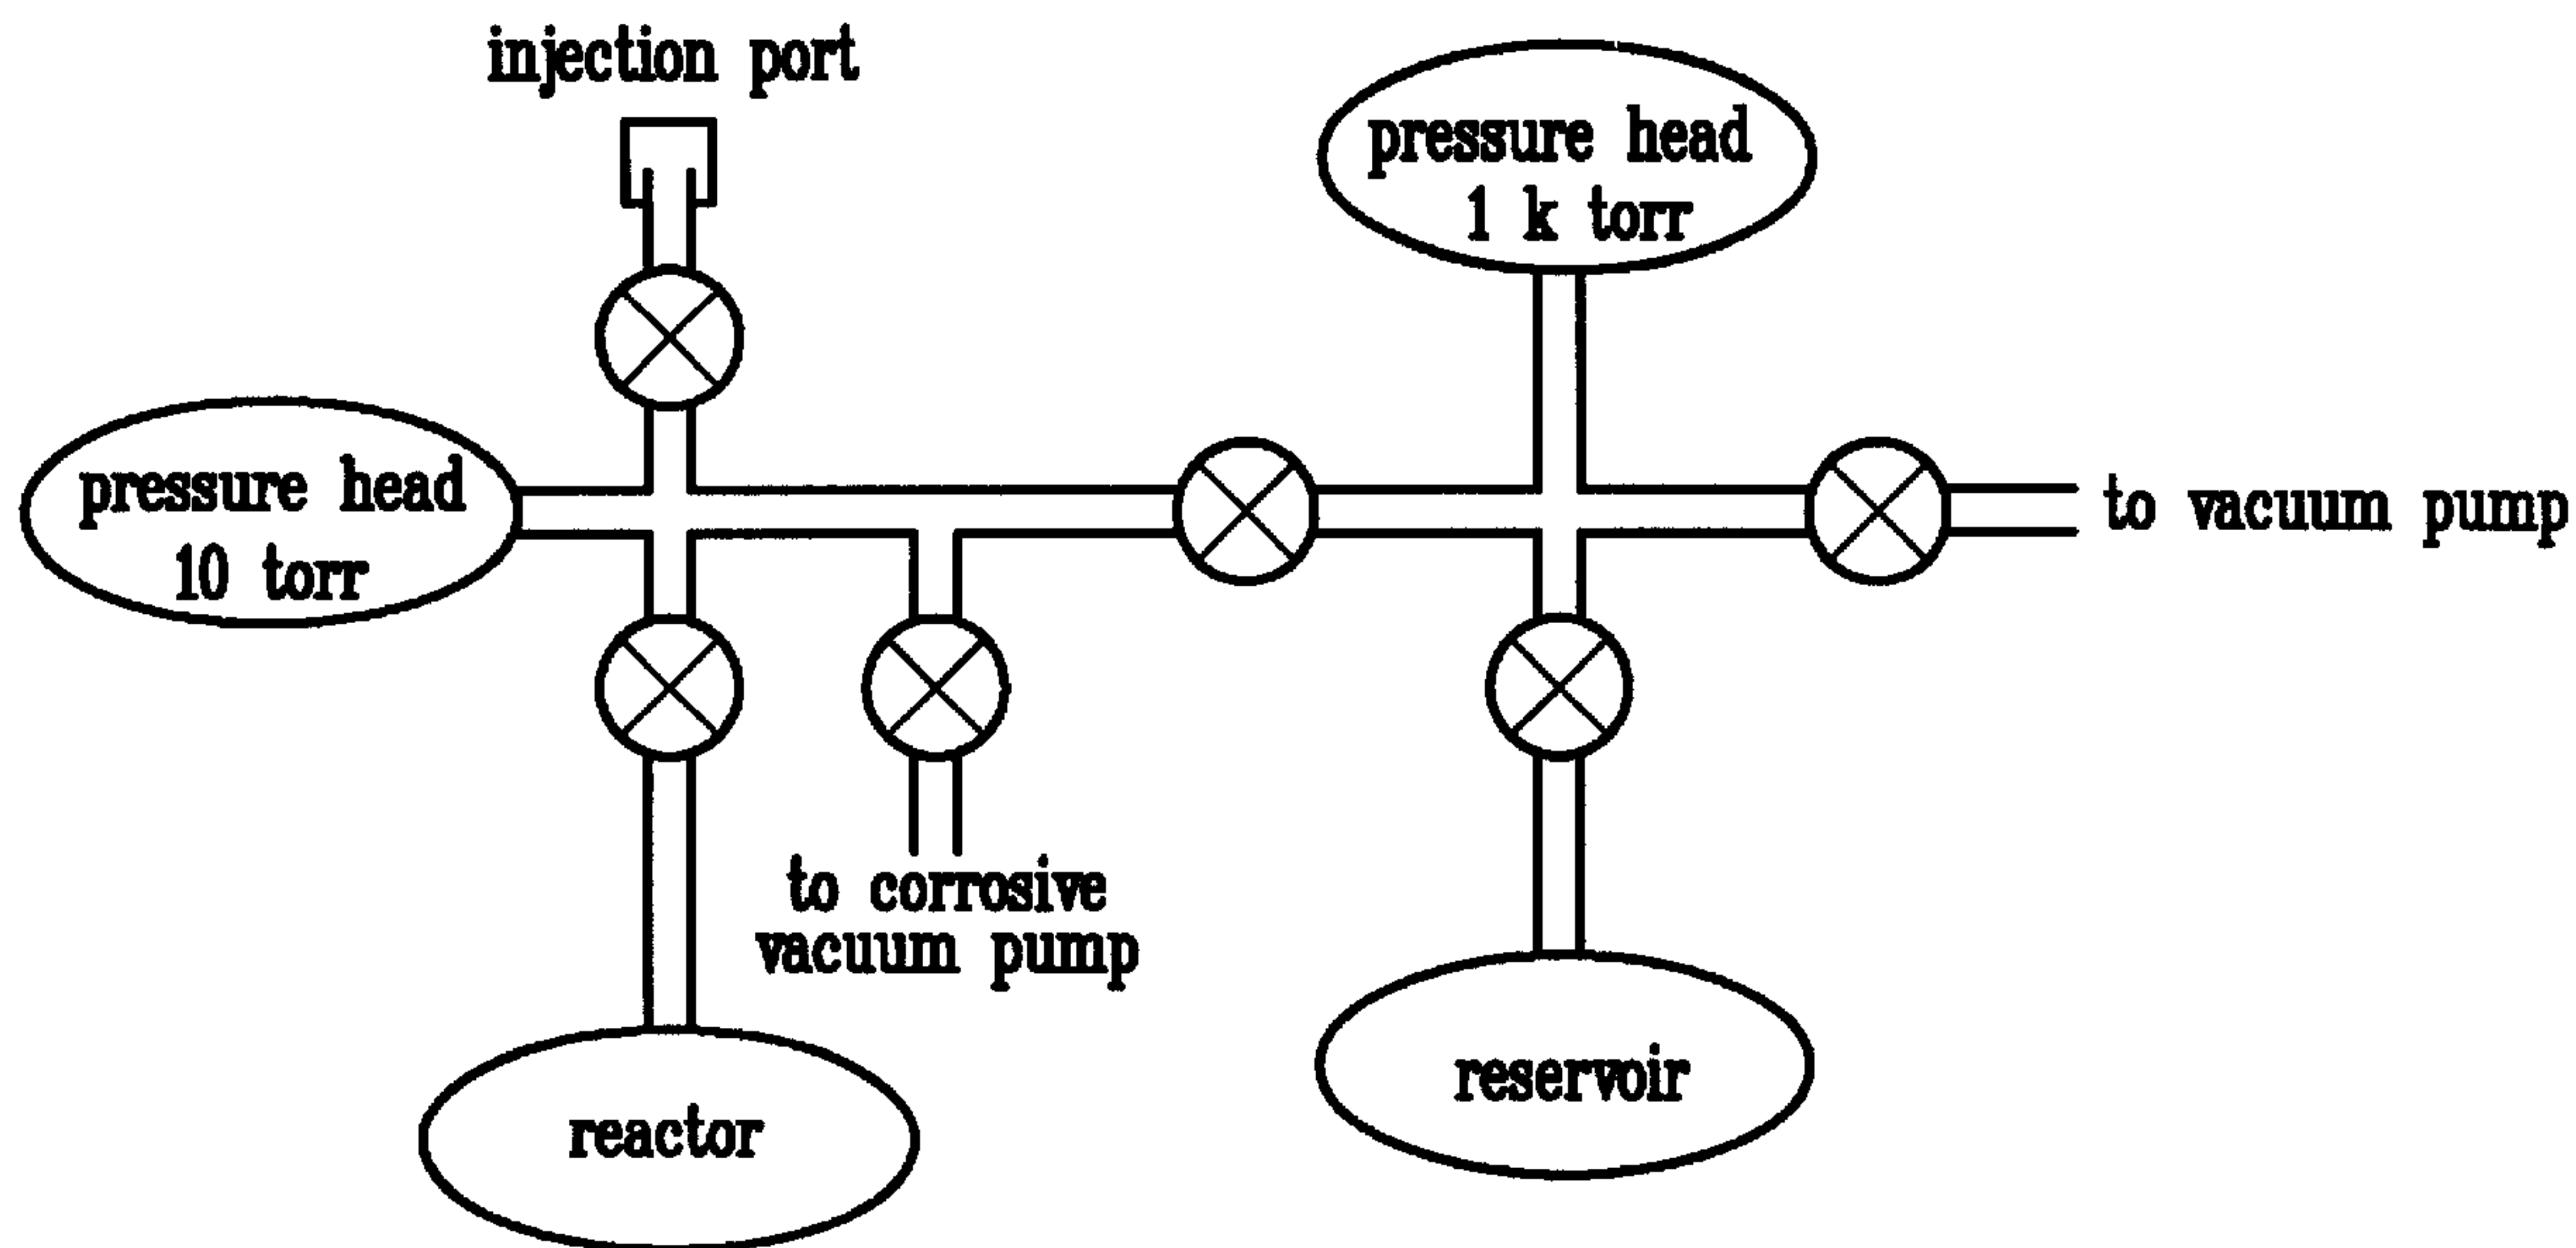 injection port
pressure head
1 k torr
pressure head
10 torr
to vacuum pump
to corrosive
vacuum pump
reactor
reservoir